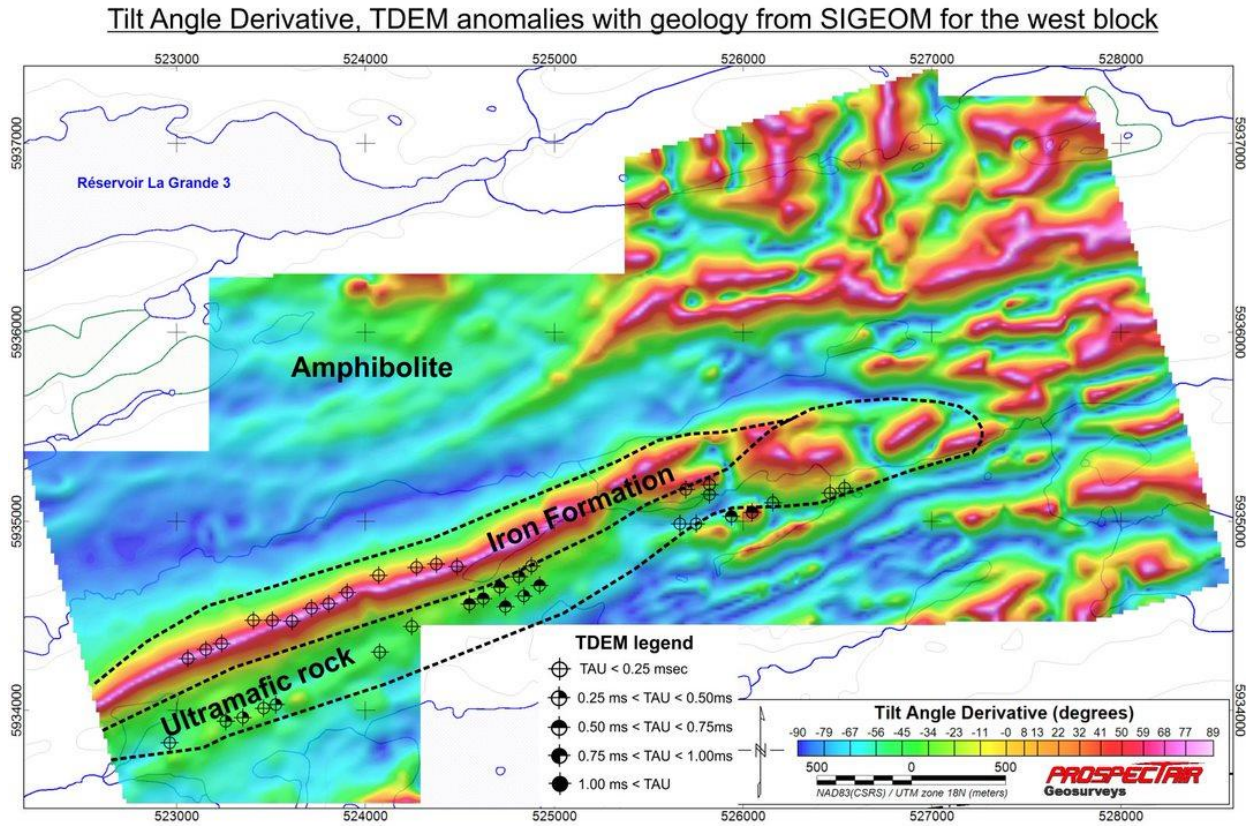 Tilt Angle Derivative, TDEM anomalies with geology from SIGEOM for the west block
523000 524000 525000 526000 527000 528000
5937000 5937000
Réservoir La Grande 3
5936000 5936000
Amphibolite
Iron Formation
5935000 5935000
Ultramafic rock
5934000 5934000
TDEM legend
TAU < 0.25 msec
0.25 ms < TAU < 0.50ms
0.50 ms < TAU < 0.75ms
0.75 ms < TAU < 1.00ms
1.00 ms < TAU
N
Tilt Angle Derivative (degrees)
-90 -79 -67 -56 -45 -34 -23 -11 -0 8 13 32 41 50 59 68 77 89
500 0 500
NAD83(CSRS) / UTM zone 18N (meters)
PROSPECTAIR
Geosurveys
523000 524000 525000 526000 527000 528000